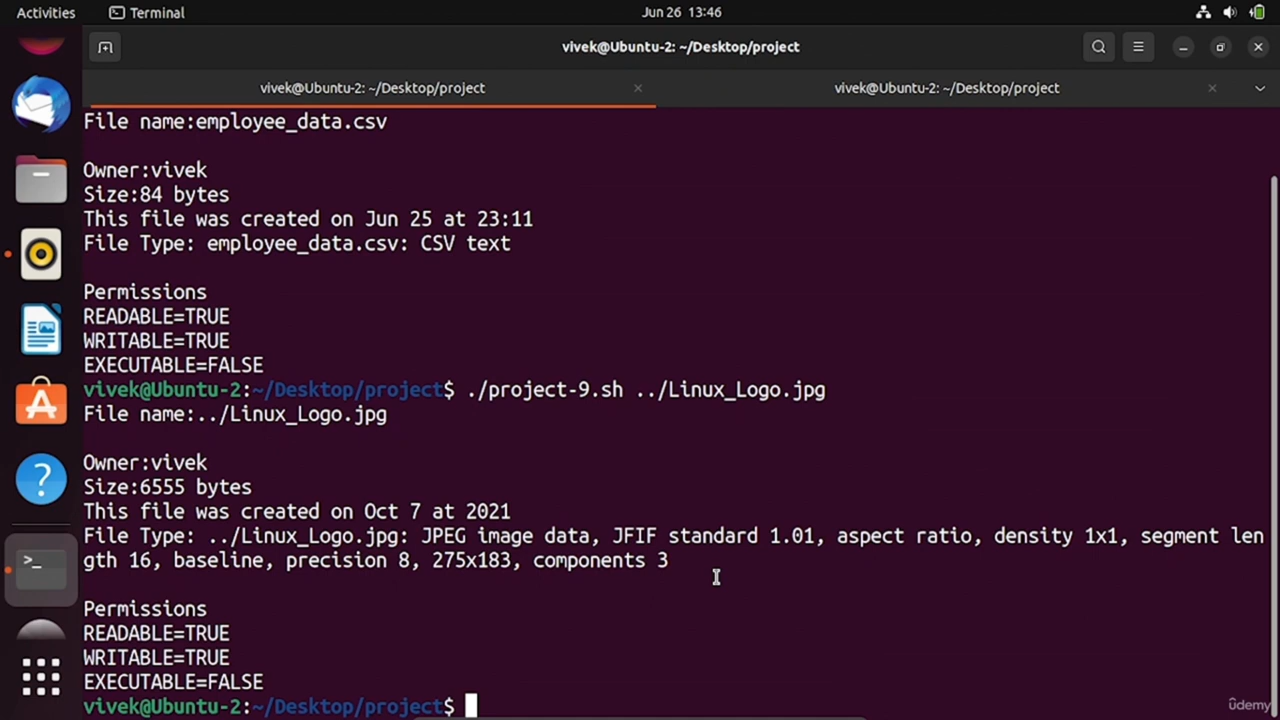 Activities Terminal Jun 26 13:46
vivek@Ubuntu-2: ~/Desktop/project
vivek@Ubuntu-2: ~/Desktop/project vivek@Ubuntu-2: ~/Desktop/project
File name:employee_data.csv
Owner:vivek
Size:84 bytes
This file was created on Jun 25 at 23:11
File Type: employee_data.csv: CSV text
Permissions
READABLE=TRUE
WRITABLE=TRUE
EXECUTABLE=FALSE
vivek@Ubuntu-2:~/Desktop/project$ ./project-9.sh ../Linux_Logo.jpg
File name:../Linux_Logo.jpg
Owner:vivek
Size:6555 bytes
This file was created on Oct 7 at 2021
File Type: ../Linux_Logo.jpg: JPEG image data, JFIF standard 1.01, aspect ratio, density 1x1, segment len
gth 16, baseline, precision 8, 275x183, components 3
Permissions
READABLE=TRUE
WRITABLE=TRUE
EXECUTABLE=FALSE
vivek@Ubuntu-2:~/Desktop/project$
ûdemy